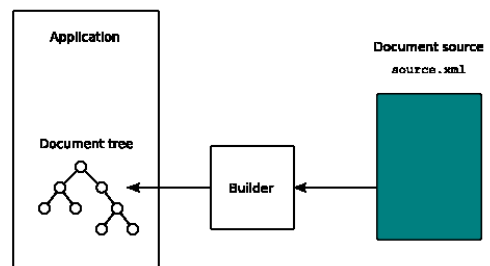 Application
Document source
source.xml
Document tree
Builder